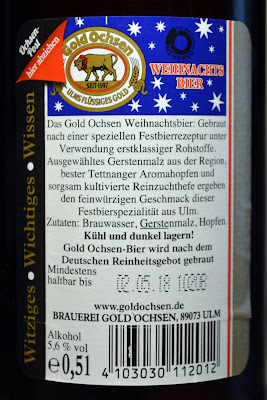 Ochsen-
Post
hier abziehen
Gold Ochsen
SEIT 1597
ULMS FLÜSSIGES GOLD
WEIHNACHTS
BIER
Witziges • Wichtiges • Wissen
Das Gold Ochsen Weihnachtsbier: Gebraut
nach einer speziellen Festbierrezeptur unter
Verwendung erstklassiger Rohstoffe.
Ausgewähltes Gerstenmalz aus der Region,
bester Tettnanger Aromahopfen und
sorgsam kultivierte Reinzuchthefe ergeben
den feinwürzigen Geschmack dieser
Festbierspezialität aus Ulm.
Zutaten: Brauwasser, Gerstenmalz, Hopfen.
Kühl und dunkel lagern!
Gold Ochsen-Bier wird nach dem
Deutschen Reinheitsgebot gebraut
Mindestens
haltbar bis 02.05.18
www.goldochsen.de
BRAUEREI GOLD OCHSEN, 89073 ULM
Alkohol
5,6 % vol
e 0,5l
4 103030 112012